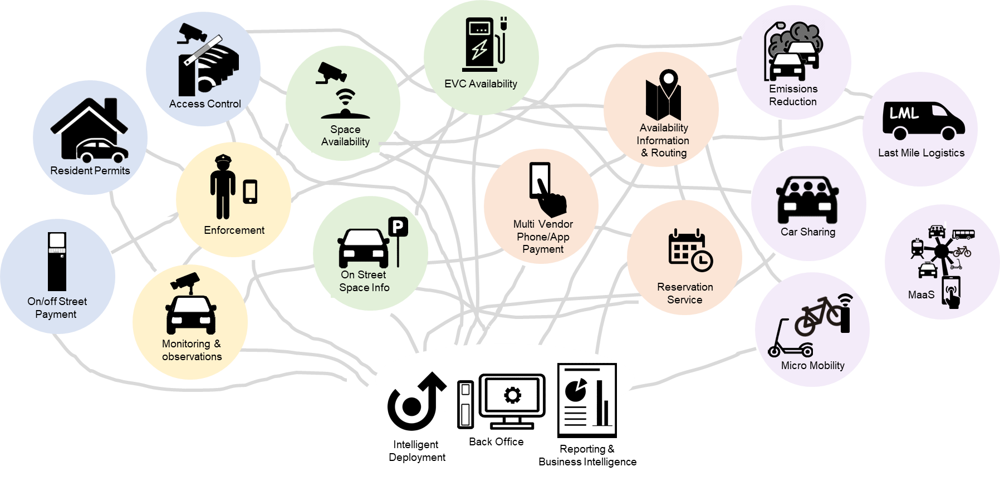 Access Control
Resident Permits
On/off Street
Payment
Enforcement
Monitoring &
observations
Space
Availability
EVC Availability
P
On Street
Space Info
Availability
Information
& Routing
Multi Vendor
Phone/App
Payment
Reservation
Service
Emissions
Reduction
LML
Last Mile Logistics
Car Sharing
MaaS
Micro Mobility
Intelligent
Deployment
Back Office
Reporting &
Business Intelligence